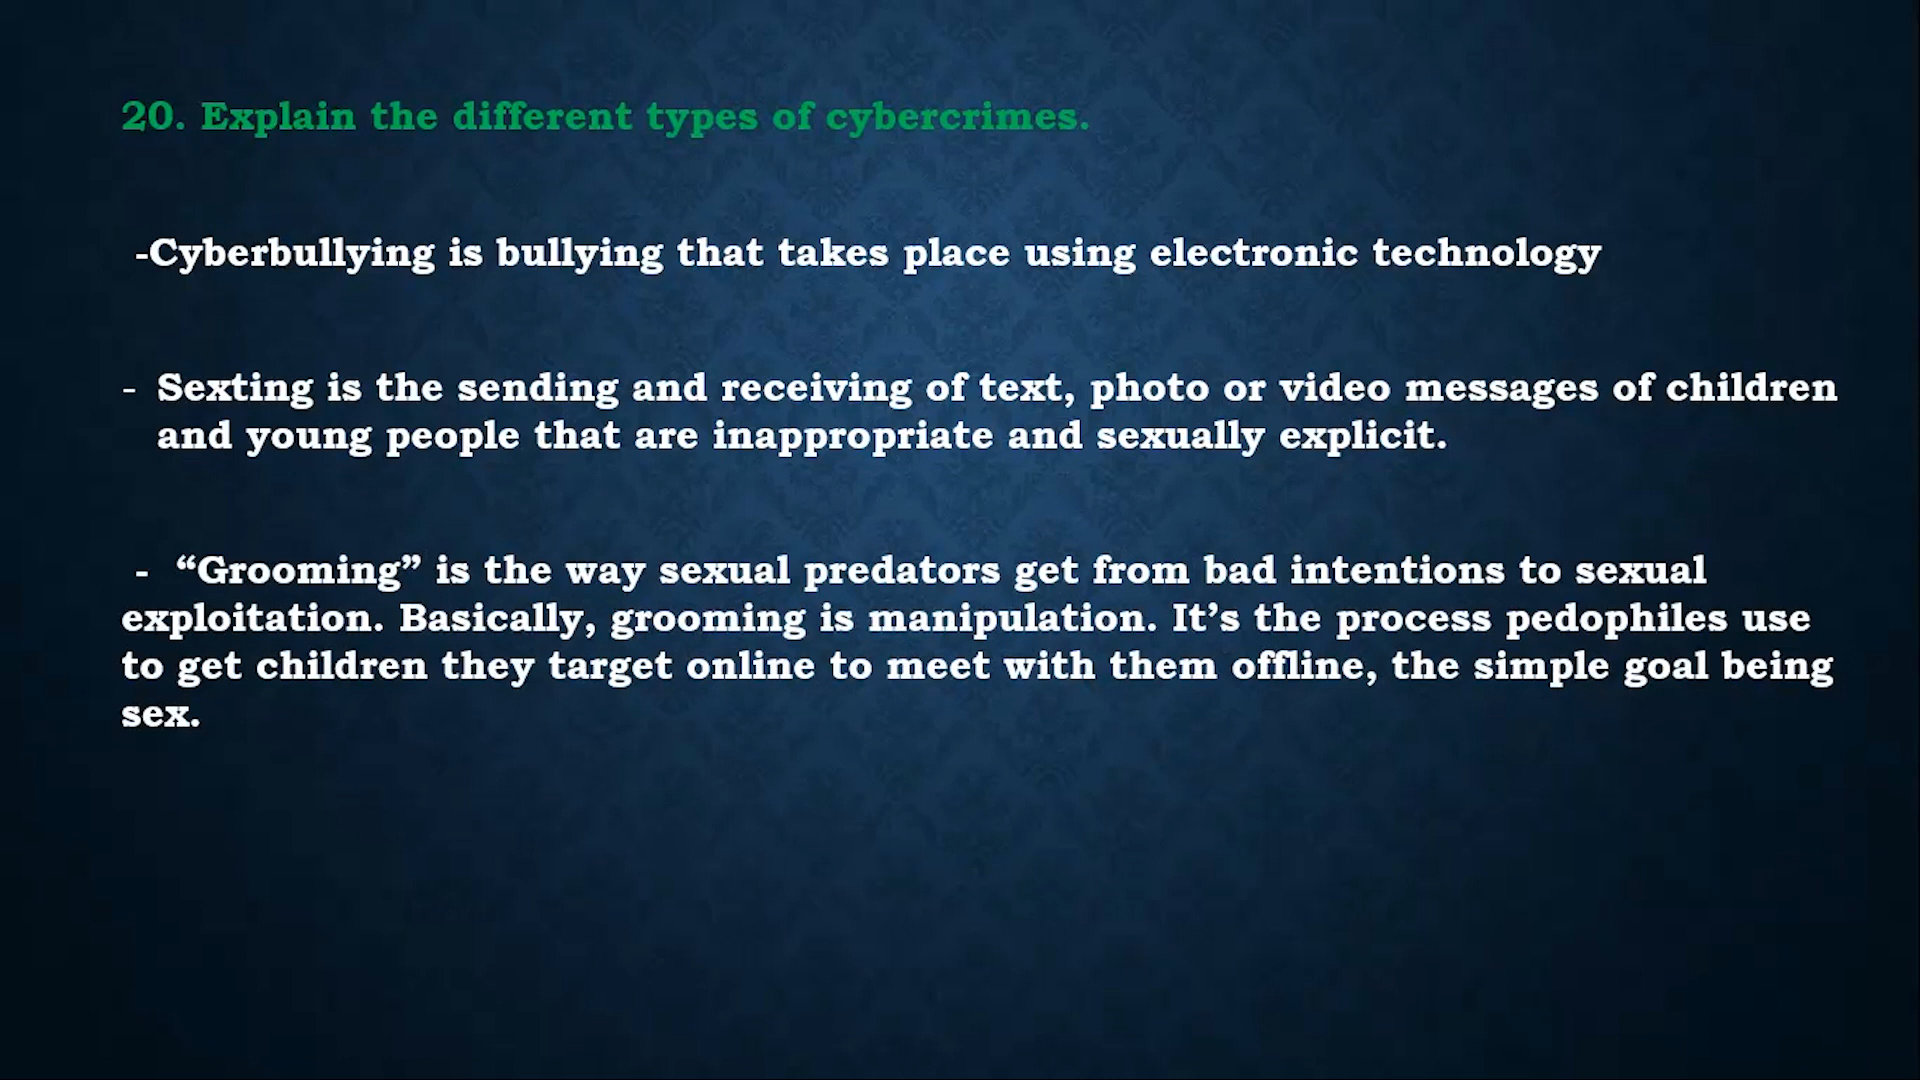 20. Explain the different types of cybercrimes.
-Cyberbullying is bullying that takes place using electronic technology
- Sexting is the sending and receiving of text, photo or video messages of children
and young people that are inappropriate and sexually explicit.
- “Grooming” is the way sexual predators get from bad intentions to sexual
exploitation. Basically, grooming is manipulation. It’s the process pedophiles use
to get children they target online to meet with them offline, the simple goal being
sex.